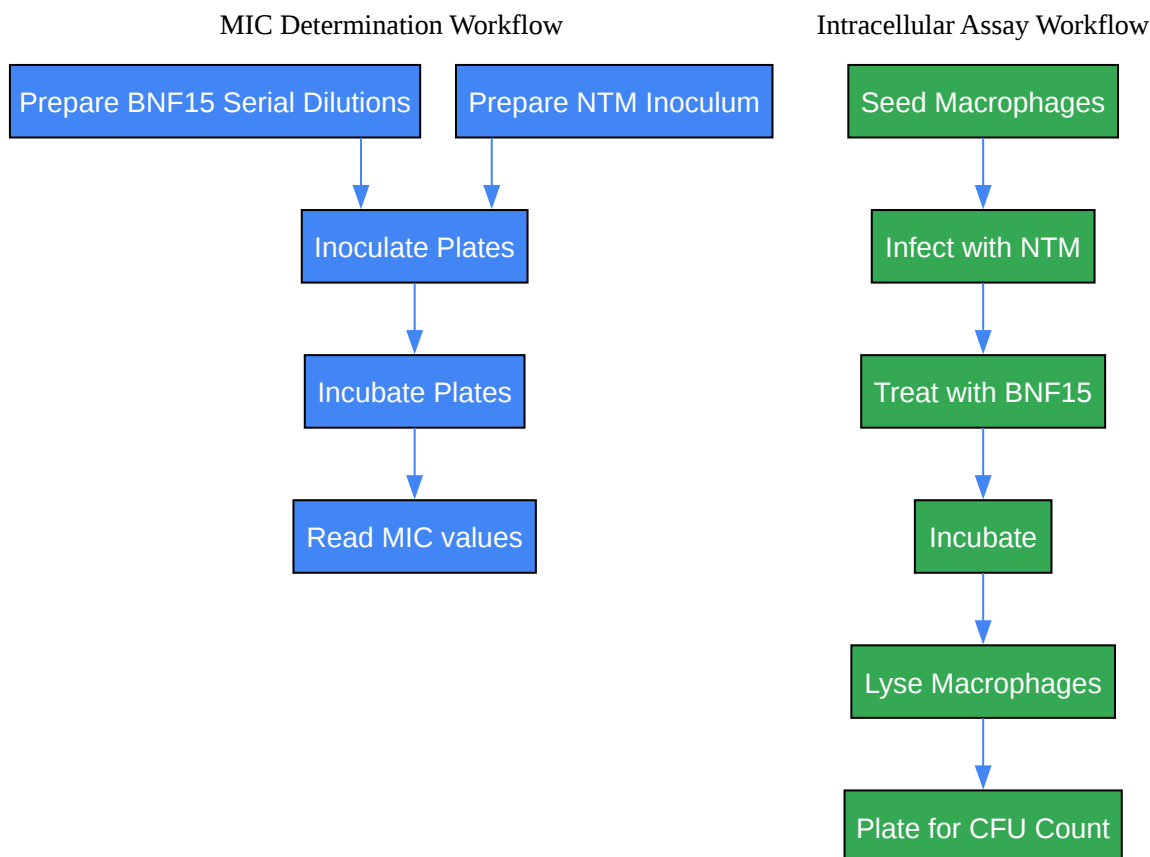 MIC Determination Workflow
Prepare BNF15 Serial Dilutions
Prepare NTM Inoculum
Inoculate Plates
Incubate Plates
Read MIC values
Intracellular Assay Workflow
Seed Macrophages
Infect with NTM
Treat with BNF15
Incubate
Lyse Macrophages
Plate for CFU Count